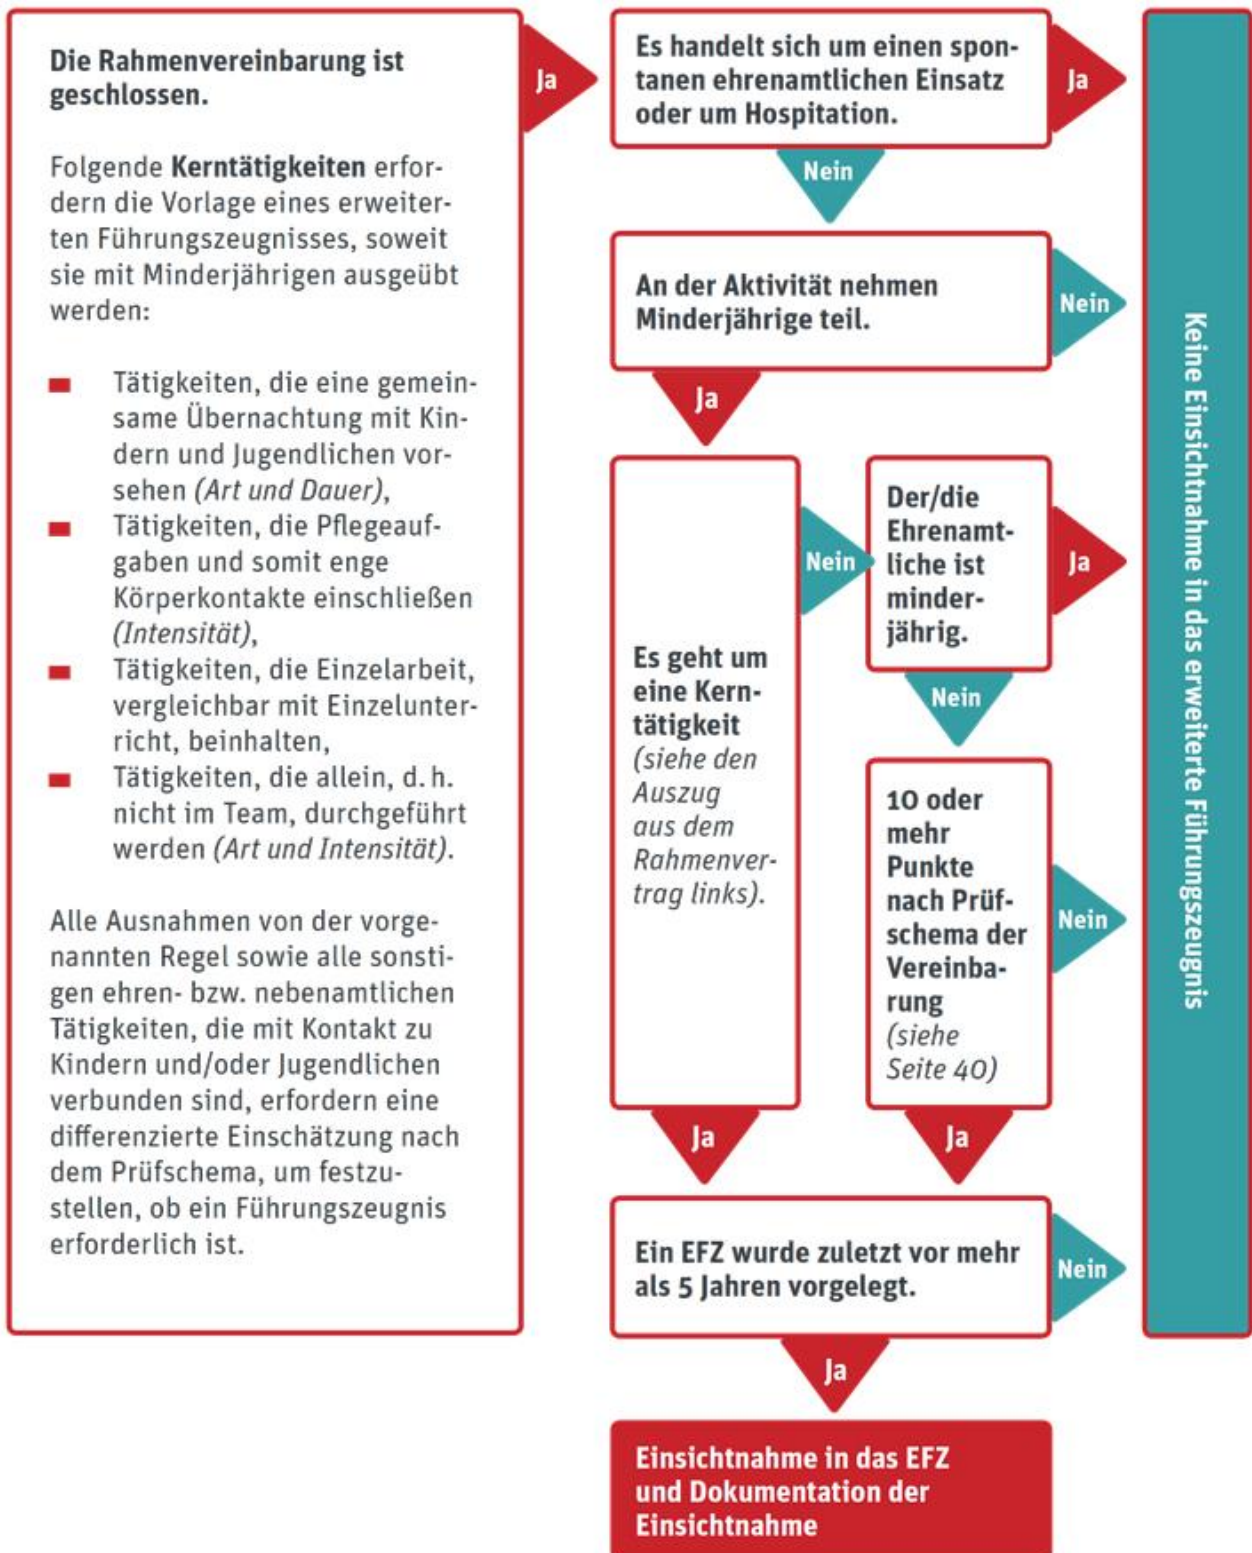 Die Rahmenvereinbarung ist
geschlossen.
Folgende Kerntätigkeiten erfor-
dern die Vorlage eines erweiter-
ten Führungszeugnisses, soweit
sie mit Minderjährigen ausgeübt
werden:
Tätigkeiten, die eine gemein-
same Übernachtung mit Kin-
dern und Jugendlichen vor-
sehen (Art und Dauer),
Tätigkeiten, die Pflegeauf-
gaben und somit enge
Körperkontakte einschließen
(Intensität),
Tätigkeiten, die Einzelarbeit,
vergleichbar mit Einzelunter-
richt, beinhalten,
Tätigkeiten, die allein, d. h.
nicht im Team, durchgeführt
werden (Art und Intensität).
Alle Ausnahmen von der vorge-
nannten Regel sowie alle sonsti-
gen ehren- bzw. nebenamtlichen
Tätigkeiten, die mit Kontakt zu
Kindern und/oder Jugendlichen
verbunden sind, erfordern eine
differenzierte Einschätzung nach
dem Prüfschema, um festzu-
stellen, ob ein Führungszeugnis
erforderlich ist.
Ja
Es handelt sich um einen spon-
tanen ehrenamtlichen Einsatz
oder um Hospitation.
Ja
Nein
An der Aktivität nehmen
Minderjährige teil.
Nein
Ja
Es geht um
eine Kern-
tätigkeit
(siehe den
Auszug
aus dem
Rahmenver-
trag links).
Nein
Der/die
Ehrenamt-
liche ist
minder-
jährig.
Ja
Nein
10 oder
mehr
Punkte
nach Prüf-
schema der
Vereinba-
rung
(siehe
Seite 40)
Nein
Ja
Ja
Ein EFZ wurde zuletzt vor mehr
als 5 Jahren vorgelegt.
Nein
Ja
Einsichtnahme in das EFZ
und Dokumentation der
Einsichtnahme
Keine Einsichtnahme in das erweiterte Führungszeugnis